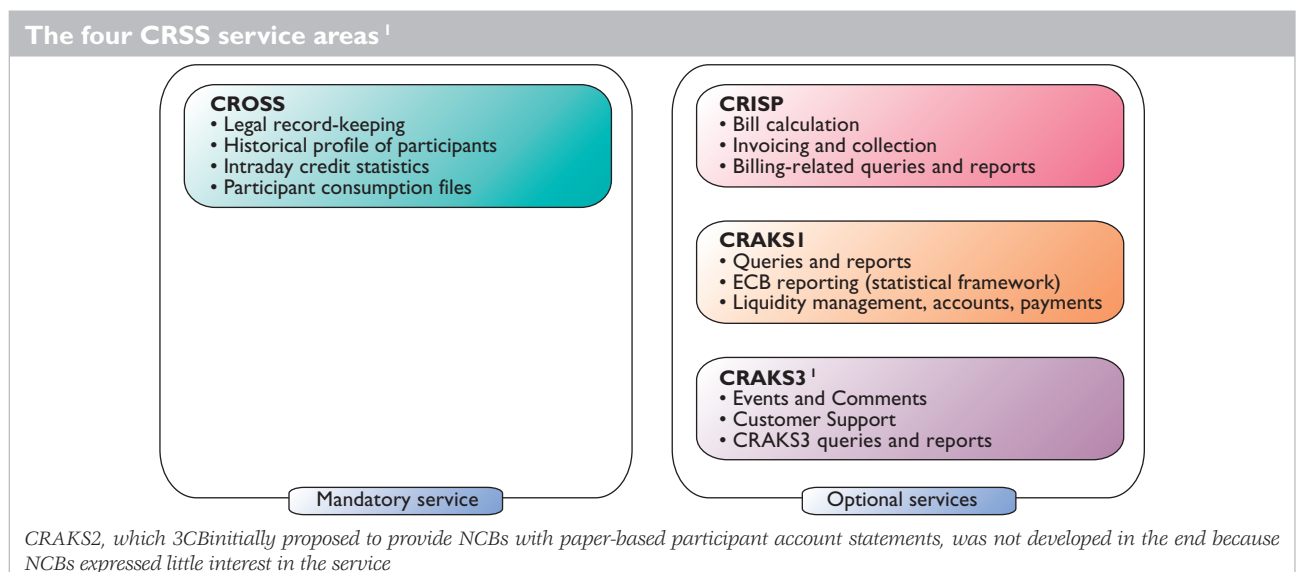 The four CRSS service areas 1
CROSS
• Legal record-keeping
• Historical profile of participants
• Intraday credit statistics
• Participant consumption files
Mandatory service
CRISP
• Bill calculation
• Invoicing and collection
• Billing-related queries and reports
CRAKS1
• Queries and reports
• ECB reporting (statistical framework)
• Liquidity management, accounts, payments
CRAKS3 1
• Events and Comments
• Customer Support
• CRAKS3 queries and reports
Optional services
CRAKS2, which 3CBinitially proposed to provide NCBs with paper-based participant account statements, was not developed in the end because
NCBs expressed little interest in the service